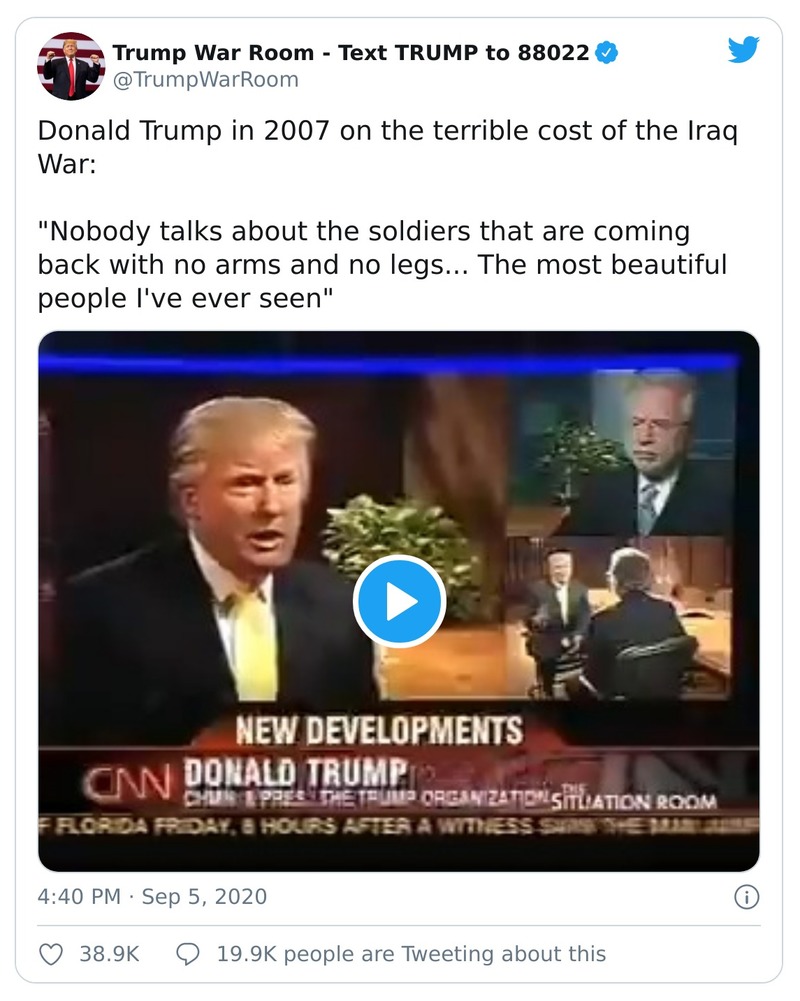 Trump War Room - Text TRUMP to 88022
@TrumpWarRoom
Donald Trump in 2007 on the terrible cost of the Iraq
War:
"Nobody talks about the soldiers that are coming
back with no arms and no legs... The most beautiful
people I've ever seen"
NEW DEVELOPMENTS
CNN
DONALD TRUMP
CHMN & PRES THE TRUMP ORGANIZATION
THE
SITUATION ROOM
F FLORIDA FRIDAY, 8 HOURS AFTER A WITNESS SAYS THE MAN
4:40 PM · Sep 5, 2020
38.9K
19.9K people are Tweeting about this